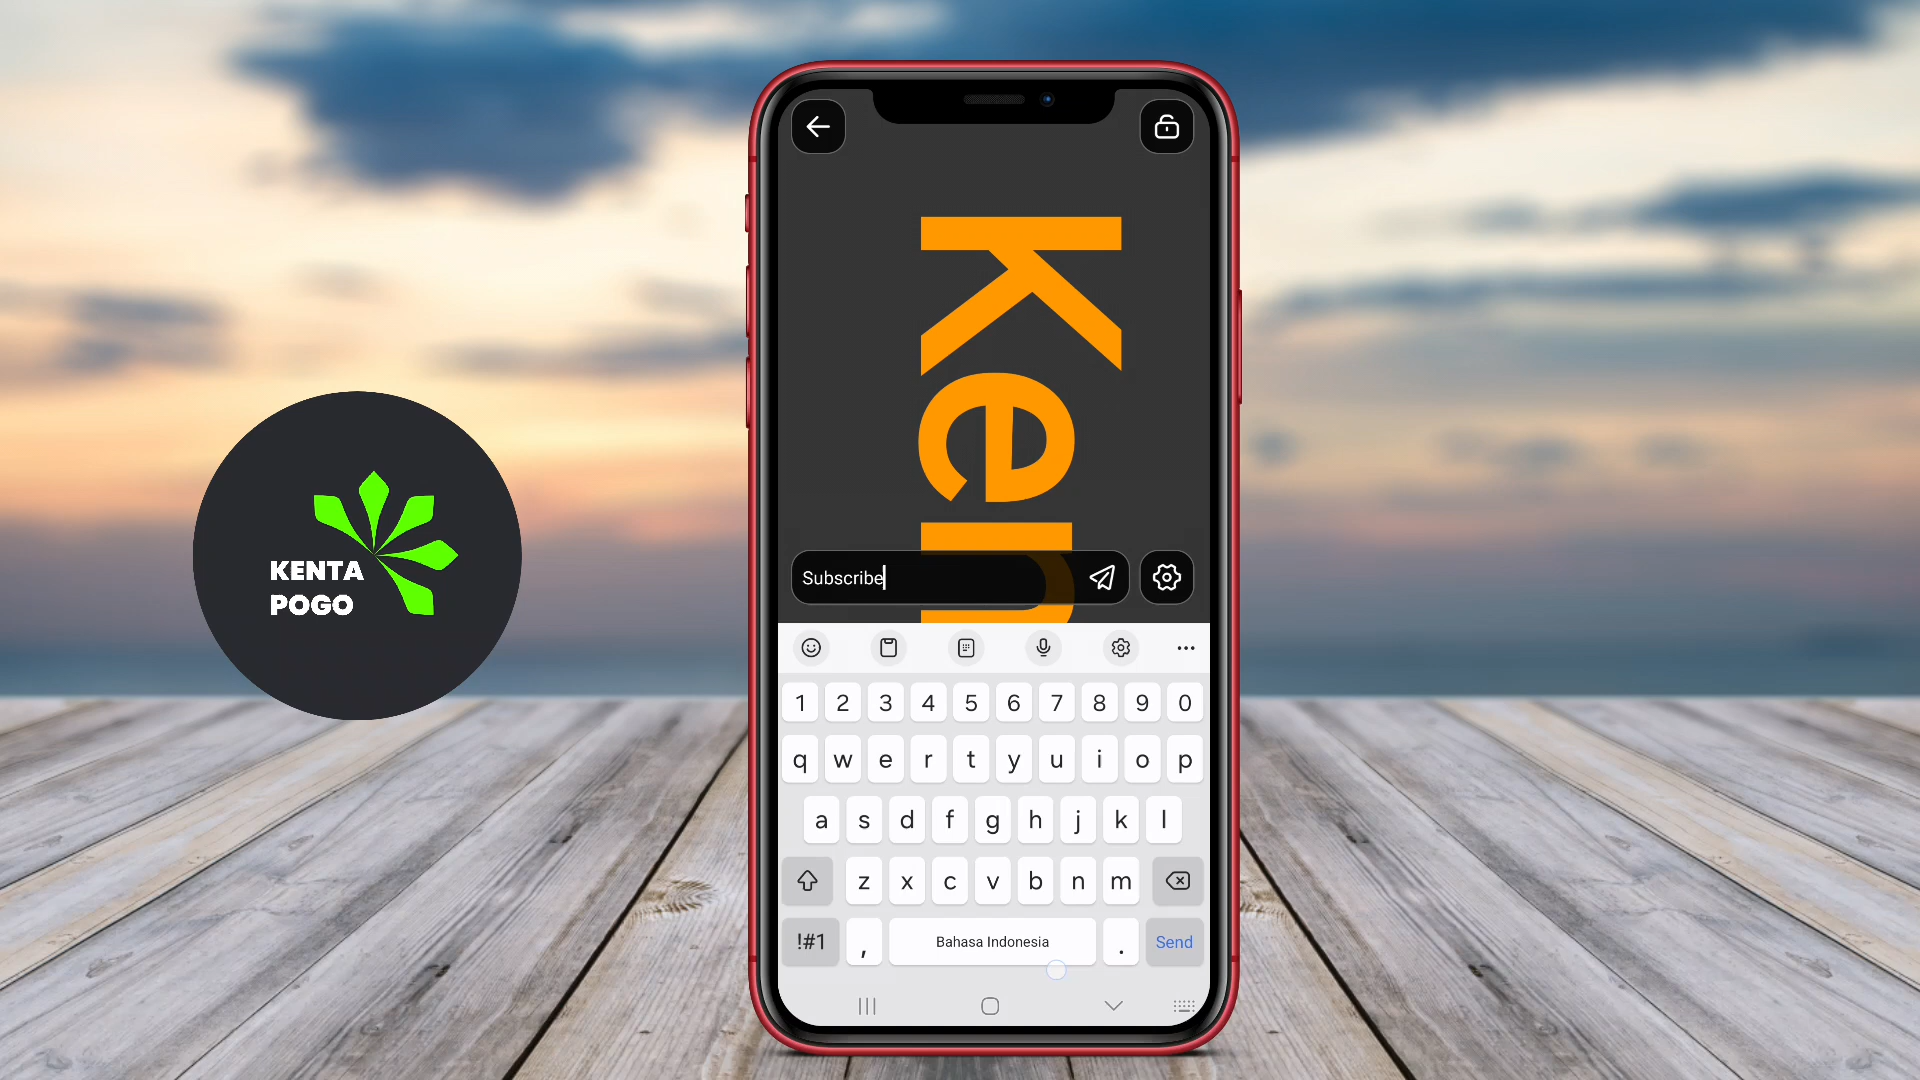 Ken
Subscribe
1 2 3 4 5 6 7 8 9 0
q w e r t y u i o p
a s d f g h j k l
z x c v b n m
!#1 , Bahasa Indonesia . Send
KENTA
POGO